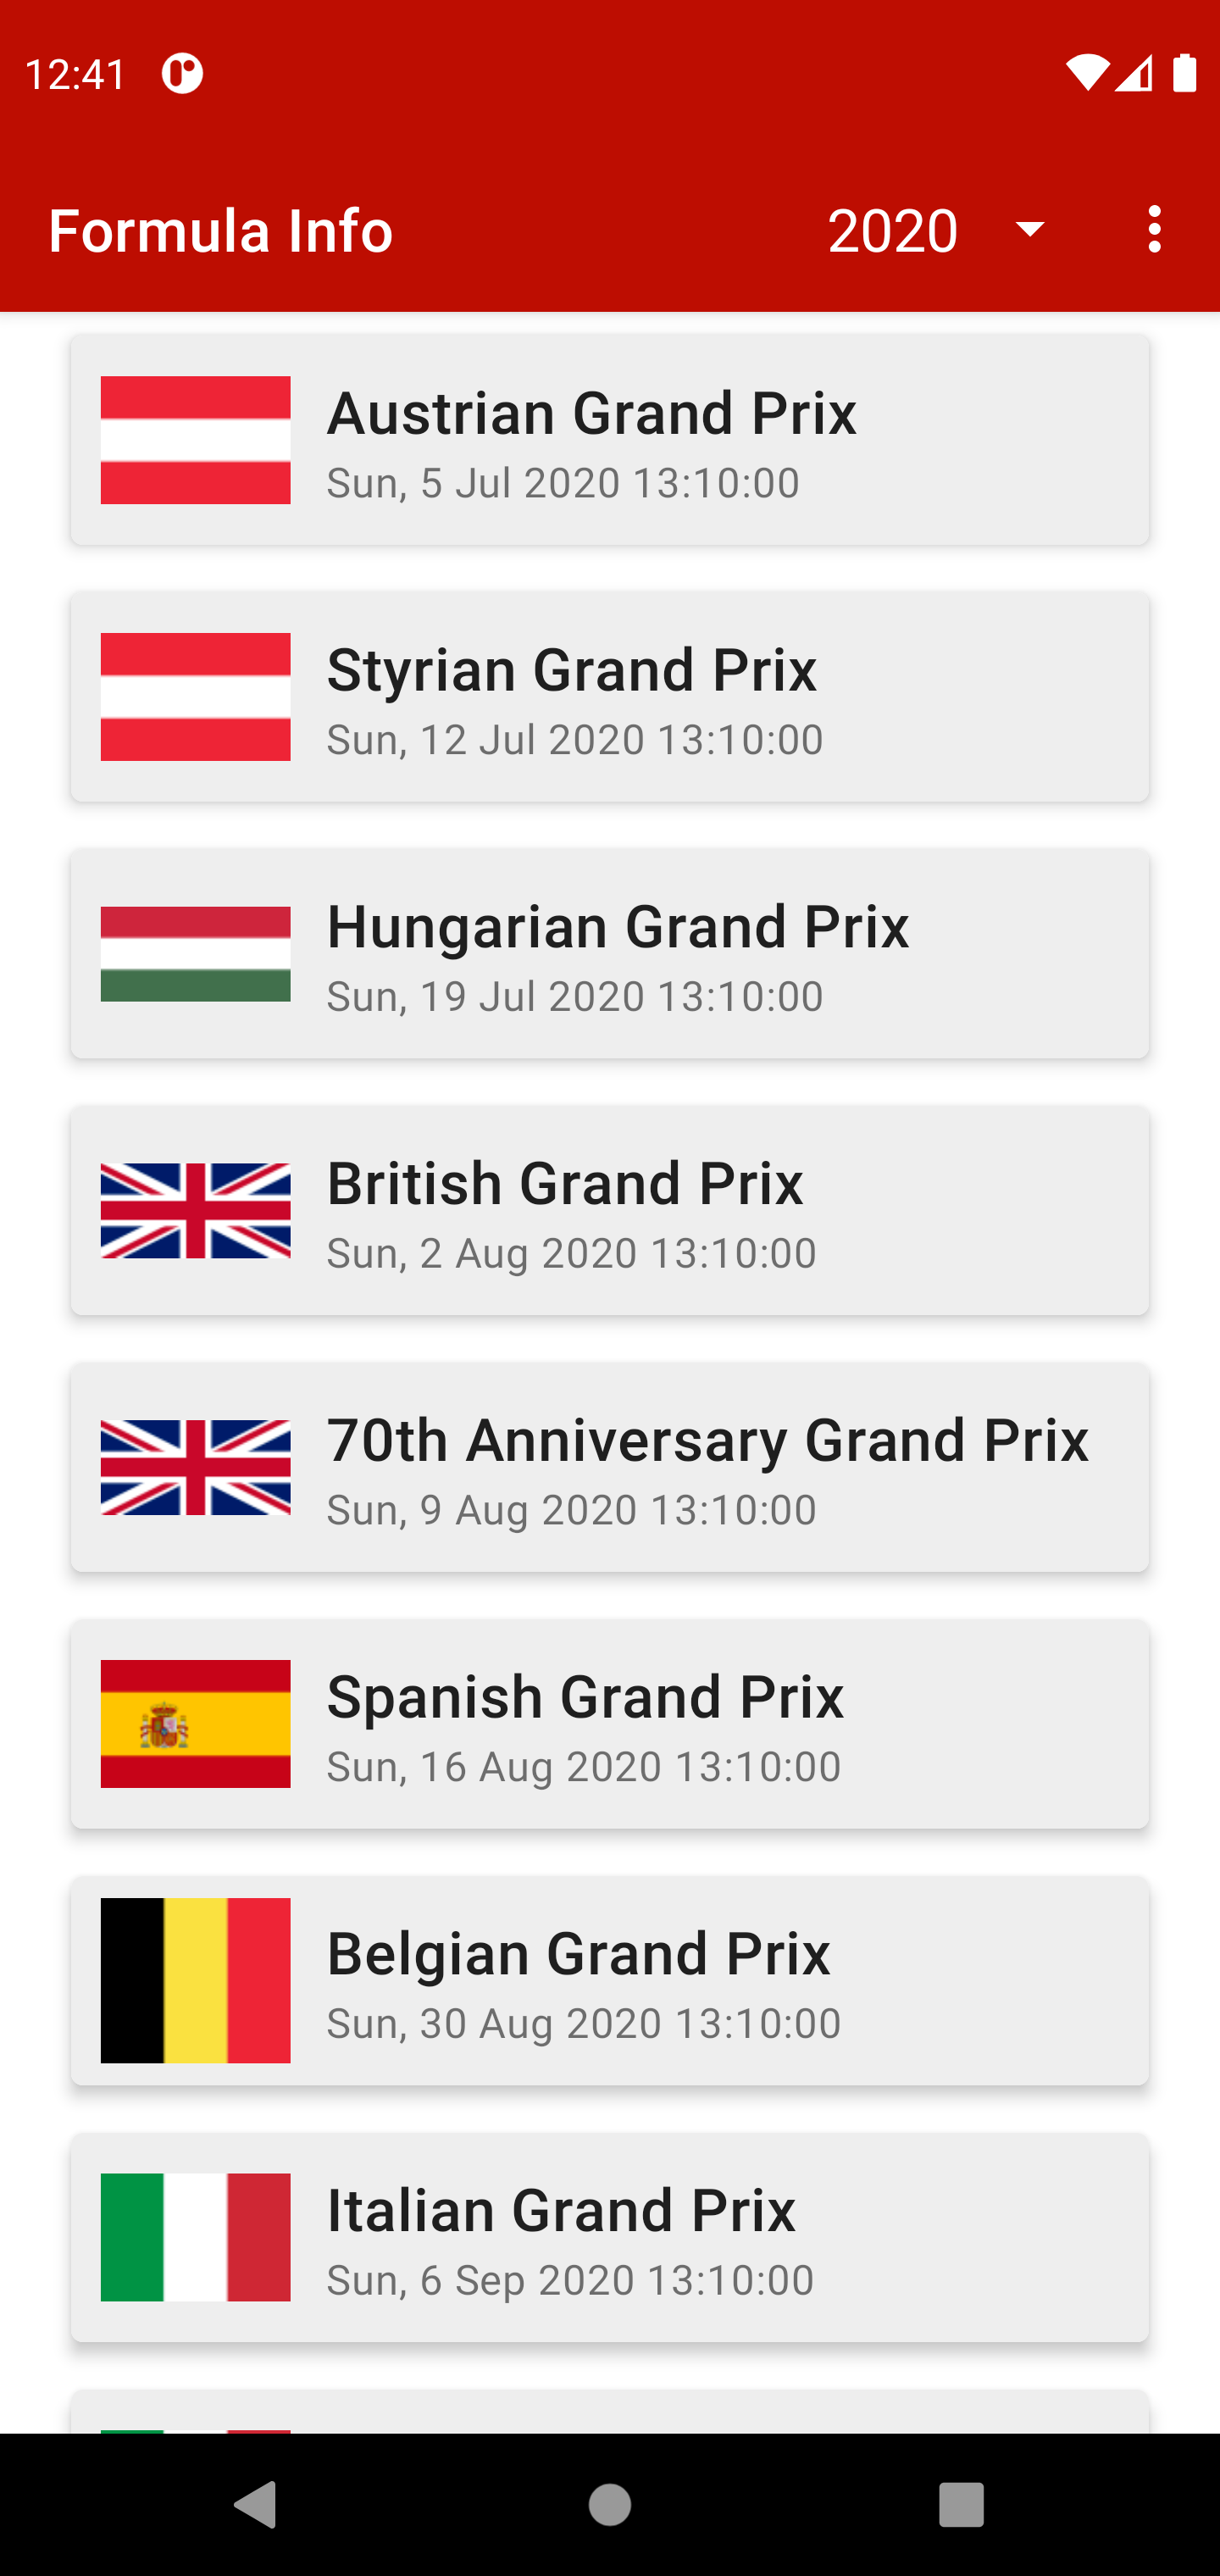 12:41
Formula Info 2020
Austrian Grand Prix
Sun, 5 Jul 2020 13:10:00
Styrian Grand Prix
Sun, 12 Jul 2020 13:10:00
Hungarian Grand Prix
Sun, 19 Jul 2020 13:10:00
British Grand Prix
Sun, 2 Aug 2020 13:10:00
70th Anniversary Grand Prix
Sun, 9 Aug 2020 13:10:00
Spanish Grand Prix
Sun, 16 Aug 2020 13:10:00
Belgian Grand Prix
Sun, 30 Aug 2020 13:10:00
Italian Grand Prix
Sun, 6 Sep 2020 13:10:00